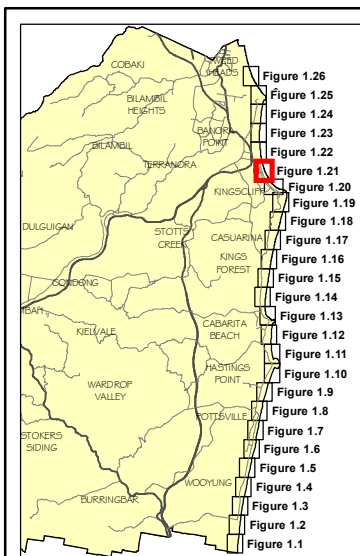 COBAKI
TWEED
HEADS
Figure 1.26
Figure 1.25
BILAMBIL
HEIGHTS
Figure 1.24
BANORA
POINT
Figure 1.23
BILAMBIL
Figure 1.22
TERRANORA
Figure 1.21
KINGSCLIFF
Figure 1.20
Figure 1.19
DULGUIGAN
STOTTS
CREEK
Figure 1.18
CASUARINA
Figure 1.17
KINGS
FOREST
Figure 1.16
Figure 1.15
Figure 1.14
Figure 1.13
CABARITA
BEACH
Figure 1.12
Figure 1.11
HASTINGS
POINT
Figure 1.10
WARDROP
VALLEY
Figure 1.9
POTTSVILLE
Figure 1.8
Figure 1.7
STOKERS
SIDING
Figure 1.6
Figure 1.5
WOOYUNG
Figure 1.4
BURRINGBAR
Figure 1.3
Figure 1.2
Figure 1.1